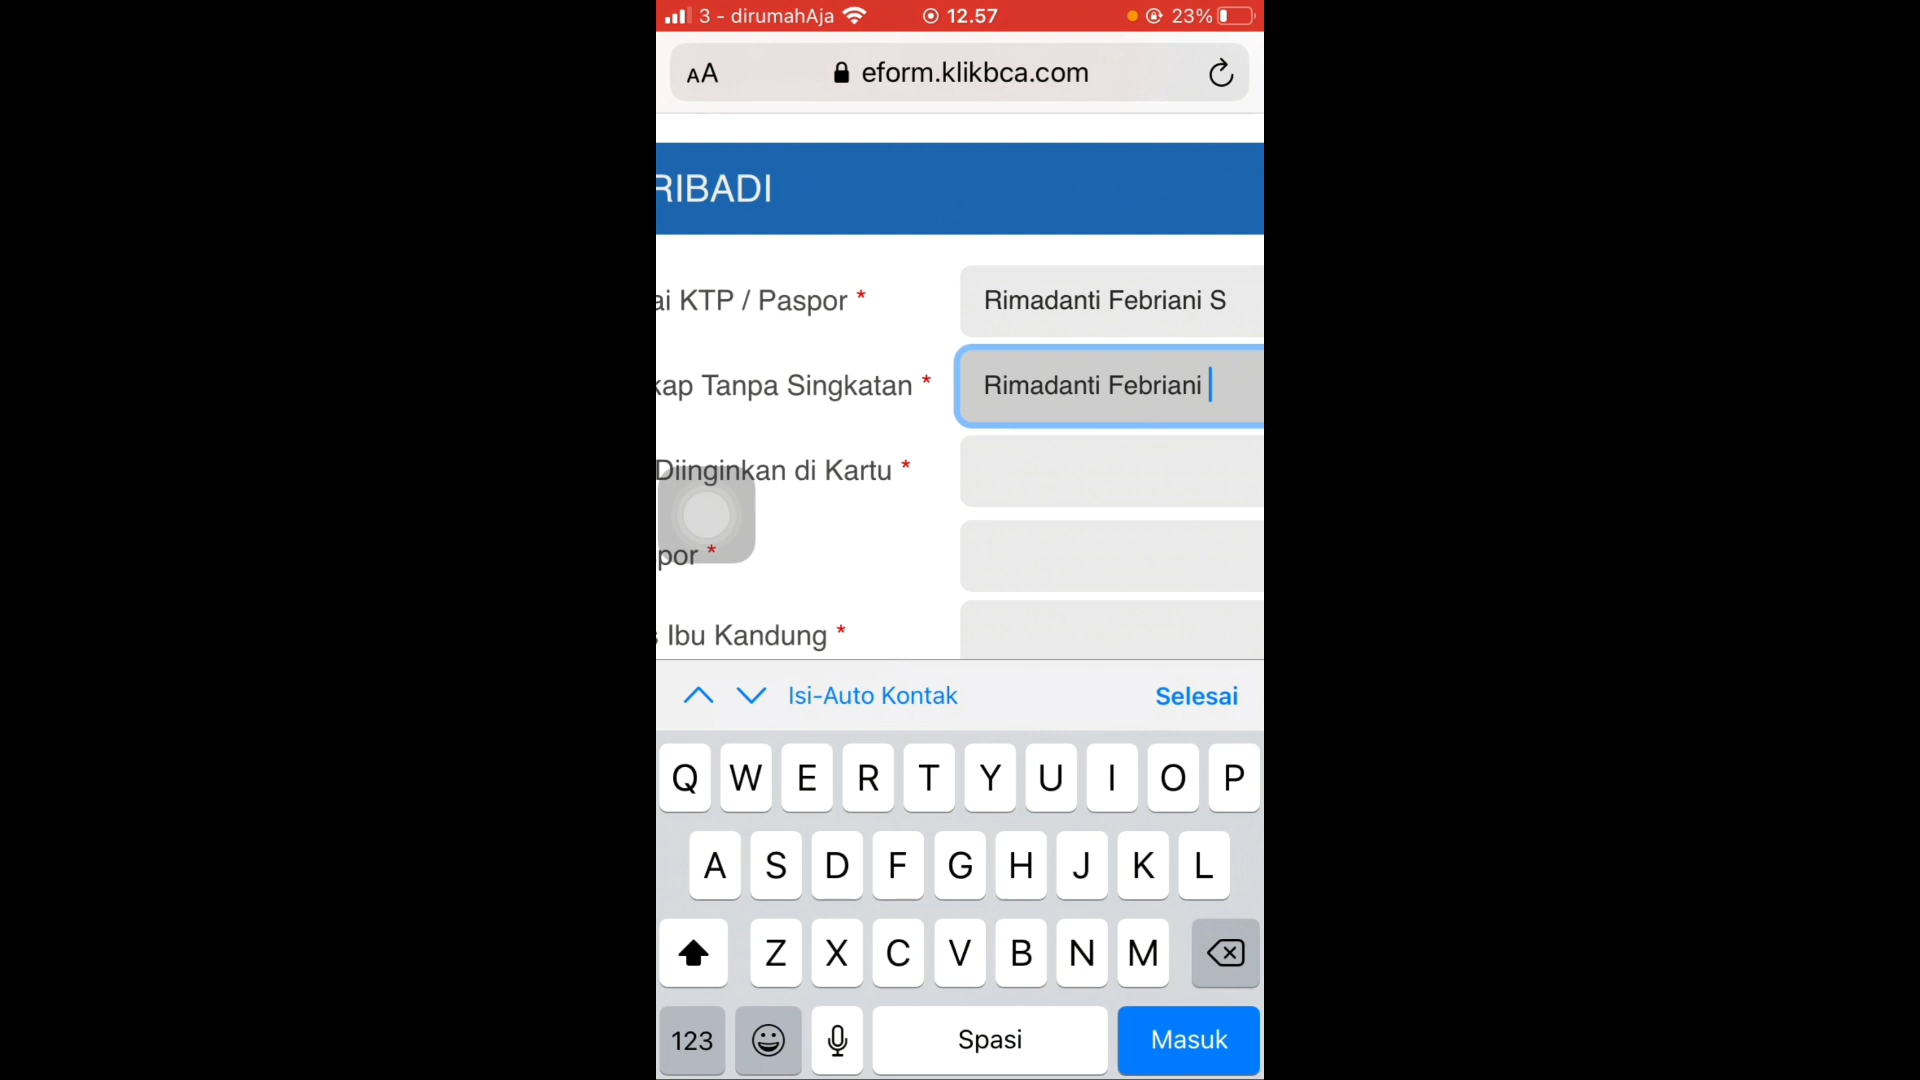 3 - dirumahAja 12.57 23%
AA eform.klikbca.com
RIBADI
ai KTP / Paspor * Rimadanti Febriani S
kap Tanpa Singkatan * Rimadanti Febriani
Diinginkan di Kartu *
por *
s Ibu Kandung *
Isi-Auto Kontak Selesai
Q W E R T Y U I O P
A S D F G H J K L
Z X C V B N M
123 Spasi Masuk